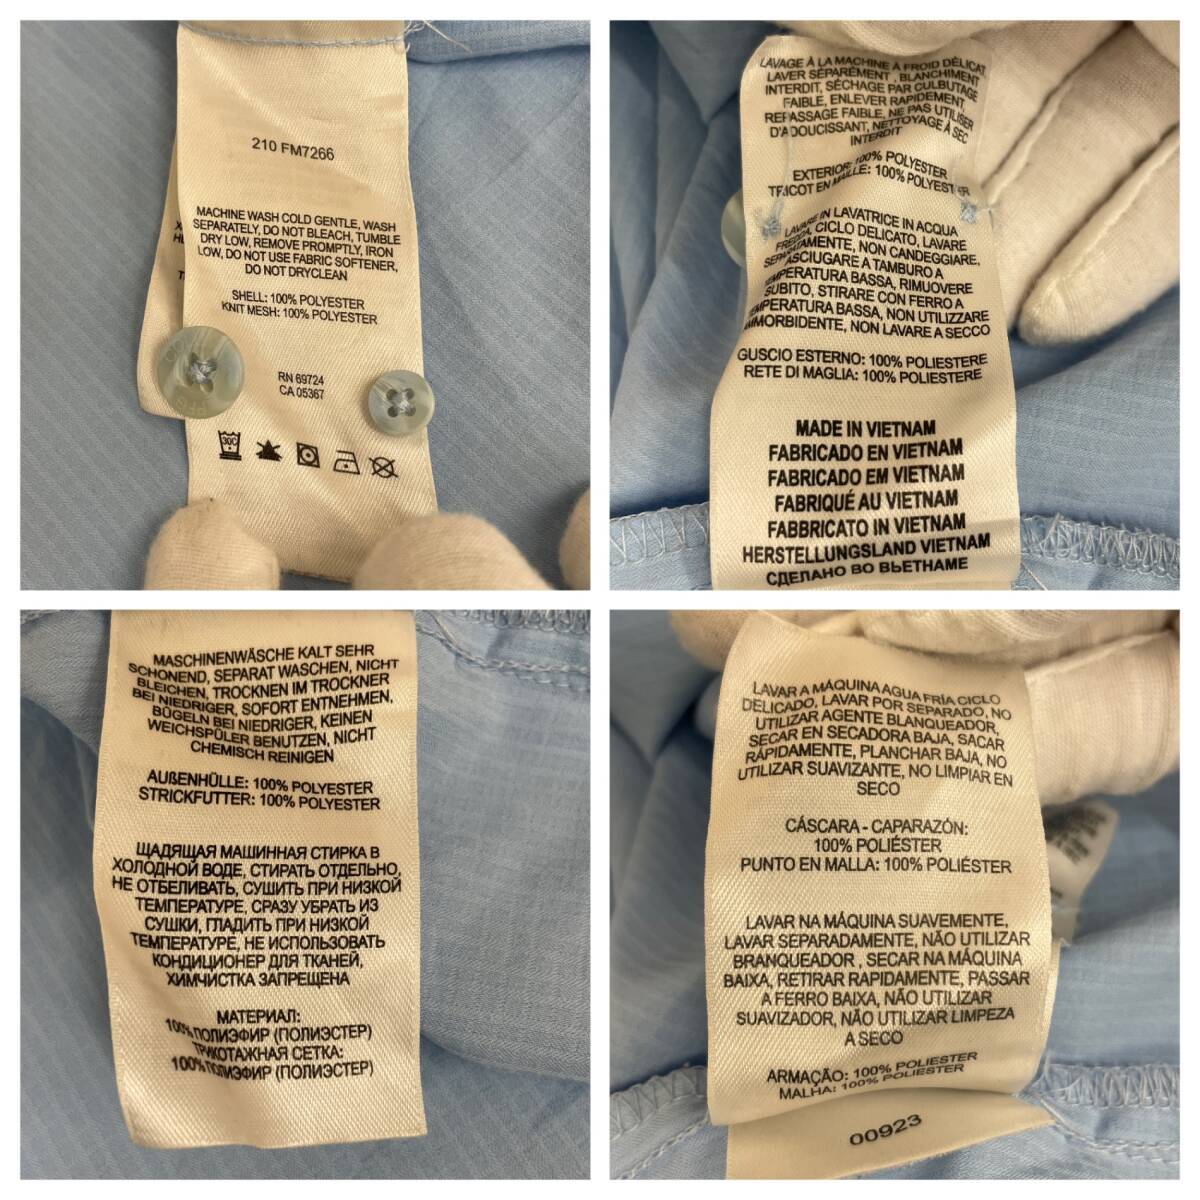 210 FM7266
MACHINE WASH COLD GENTLE, WASH
SEPARATELY, DO NOT BLEACH, TUMBLE
DRY LOW, REMOVE PROMPTLY, IRON
LOW, DO NOT USE FABRIC SOFTENER,
DO NOT DRYCLEAN
SHELL: 100% POLYESTER
KNIT MESH: 100% POLYESTER
RN 69724
CA 05367
30C
LAVAGE À LA MACHINE À FROID DÉLICAT,
LAVER SÉPARÉMENT, BLANCHIMENT
INTERDIT, SÉCHAGE PAR CULBUTAGE
FAIBLE, ENLEVER RAPIDEMENT,
REPASSAGE FAIBLE, NE PAS UTILISER
D'ADOUCISSANT, NETTOYAGE À SEC
INTERDIT
EXTERIOR: 100% POLYESTER
TRICOT EN MAILLE: 100% POLYESTER
LAVARE IN LAVATRICE IN ACQUA
FREDDA, CICLO DELICATO, LAVARE
SEPARATAMENTE, NON CANDEGGIARE,
ASCIUGARE A TAMBURO A
TEMPERATURA BASSA, RIMUOVERE
SUBITO, STIRARE CON FERRO A
TEMPERATURA BASSA, NON UTILIZZARE
AMMORBIDENTE, NON LAVARE A SECCO
GUSCIO ESTERNO: 100% POLIESTERE
RETE DI MAGLIA: 100% POLIESTERE
MADE IN VIETNAM
FABRICADO EN VIETNAM
FABRICADO EM VIETNAM
FABRIQUÉ AU VIETNAM
FABBRICATO IN VIETNAM
HERSTELLUNGSLAND VIETNAM
СДЕЛАНО ВО ВЬЕТНАМЕ
MASCHINENWÄSCHE KALT SEHR
SCHONEND, SEPARAT WASCHEN, NICHT
BLEICHEN, TROCKNEN IM TROCKNER
BEI NIEDRIGER, SOFORT ENTNEHMEN,
BÜGELN BEI NIEDRIGER, KEINEN
WEICHSPÜLER BENUTZEN, NICHT
CHEMISCH REINIGEN
AUßENHÜLLE: 100% POLYESTER
STRICKFUTTER: 100% POLYESTER
ЩАДЯЩАЯ МАШИННАЯ СТИРКА В
ХОЛОДНОЙ ВОДЕ, СТИРАТЬ ОТДЕЛЬНО,
НЕ ОТБЕЛИВАТЬ, СУШИТЬ ПРИ НИЗКОЙ
ТЕМПЕРАТУРЕ, СРАЗУ УБРАТЬ ИЗ
СУШКИ, ГЛАДИТЬ ПРИ НИЗКОЙ
ТЕМПЕРАТУРЕ, НЕ ИСПОЛЬЗОВАТЬ
КОНДИЦИОНЕР ДЛЯ ТКАНЕЙ,
ХИМЧИСТКА ЗАПРЕЩЕНА
МАТЕРИАЛ:
100% ПОЛИЭФИР (ПОЛИЭСТЕР)
ТРИКОТАЖНАЯ СЕТКА:
100% ПОЛИЭФИР (ПОЛИЭСТЕР)
LAVAR A MÁQUINA AGUA FRÍA CICLO
DELICADO, LAVAR POR SEPARADO, NO
UTILIZAR AGENTE BLANQUEADOR,
SECAR EN SECADORA BAJA, SACAR
RÁPIDAMENTE, PLANCHAR BAJA, NO
UTILIZAR SUAVIZANTE, NO LIMPIAR EN
SECO
CÁSCARA - CAPARAZÓN:
100% POLIÉSTER
PUNTO EN MALLA: 100% POLIÉSTER
LAVAR NA MÁQUINA SUAVEMENTE,
LAVAR SEPARADAMENTE, NÃO UTILIZAR
BRANQUEADOR , SECAR NA MÁQUINA
BAIXA, RETIRAR RAPIDAMENTE, PASSAR
A FERRO BAIXA, NÃO UTILIZAR
SUAVIZADOR, NÃO UTILIZAR LIMPEZA
A SECO
ARMAÇÃO: 100% POLIESTER
MALHA: 100% POLIESTER
00923